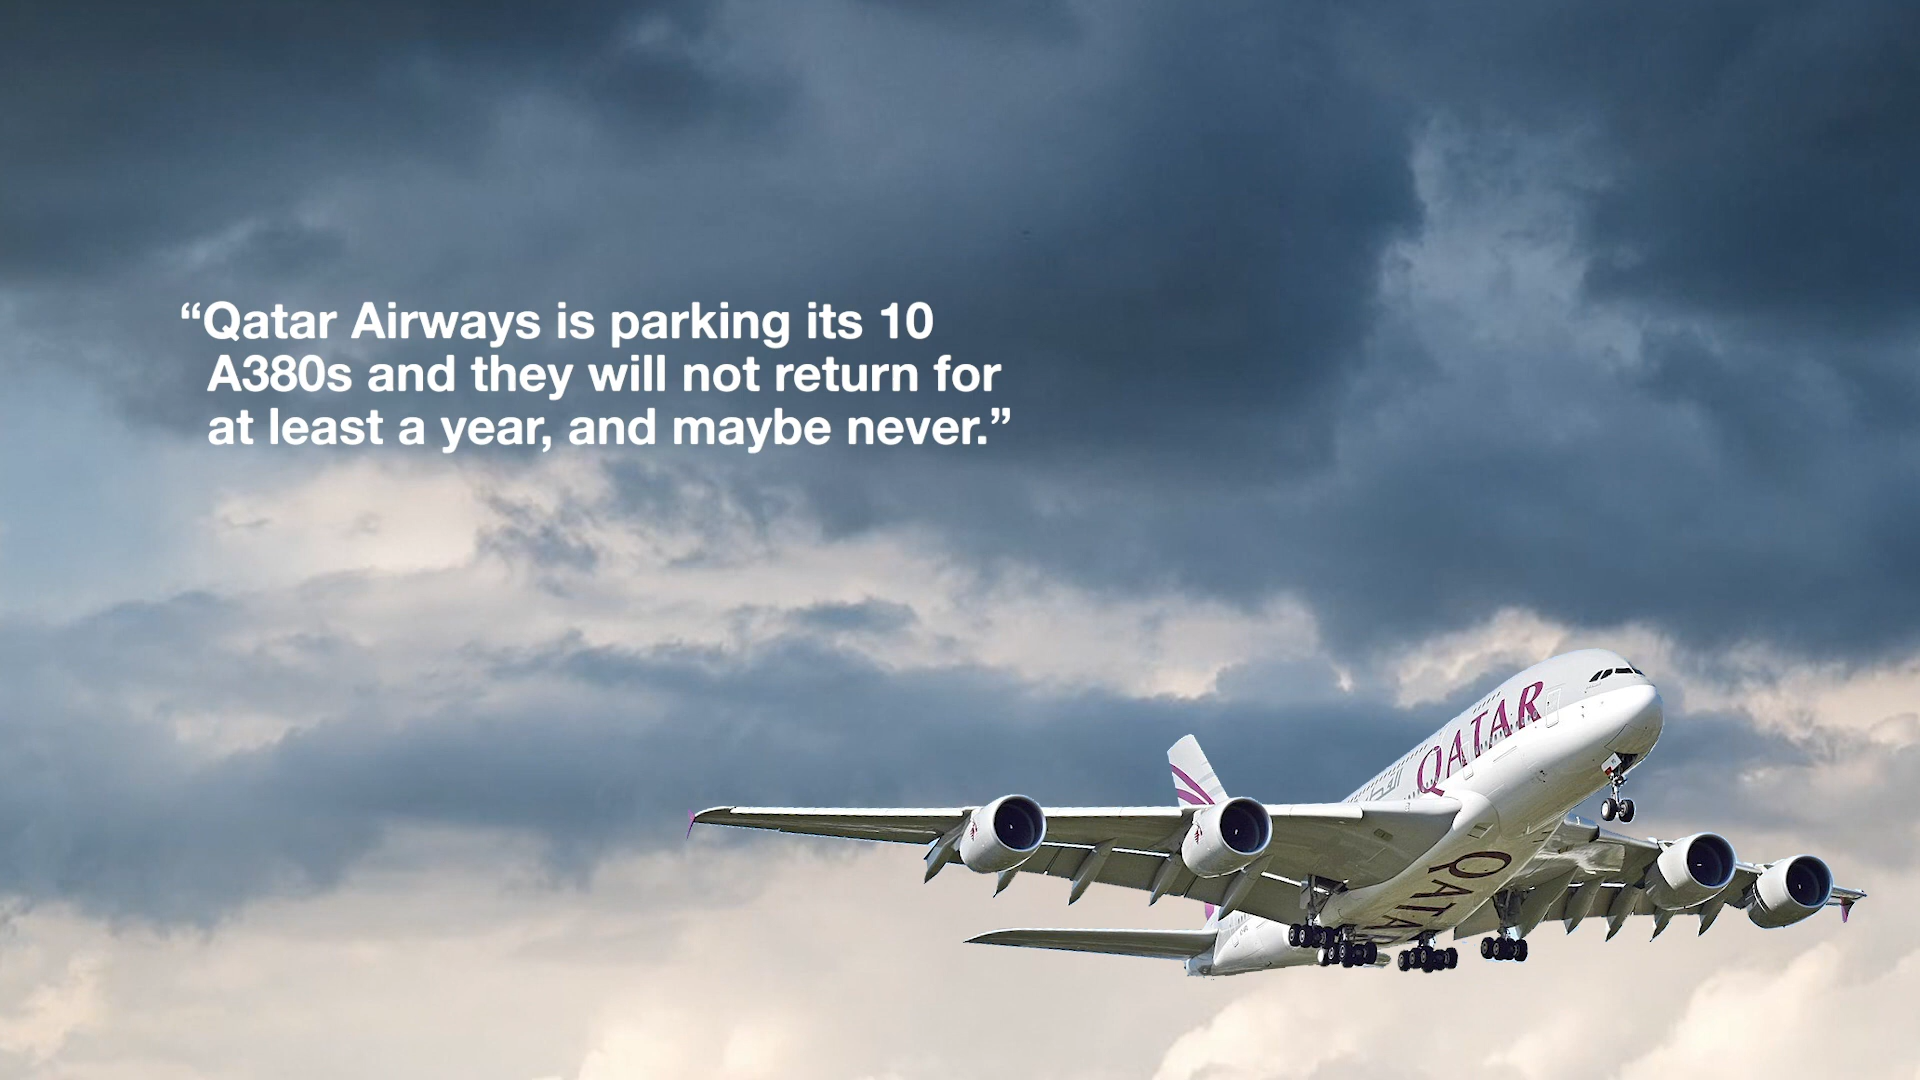 “Qatar Airways is parking its 10
A380s and they will not return for
at least a year, and maybe never.”
QATAR
القطرية
QATAR